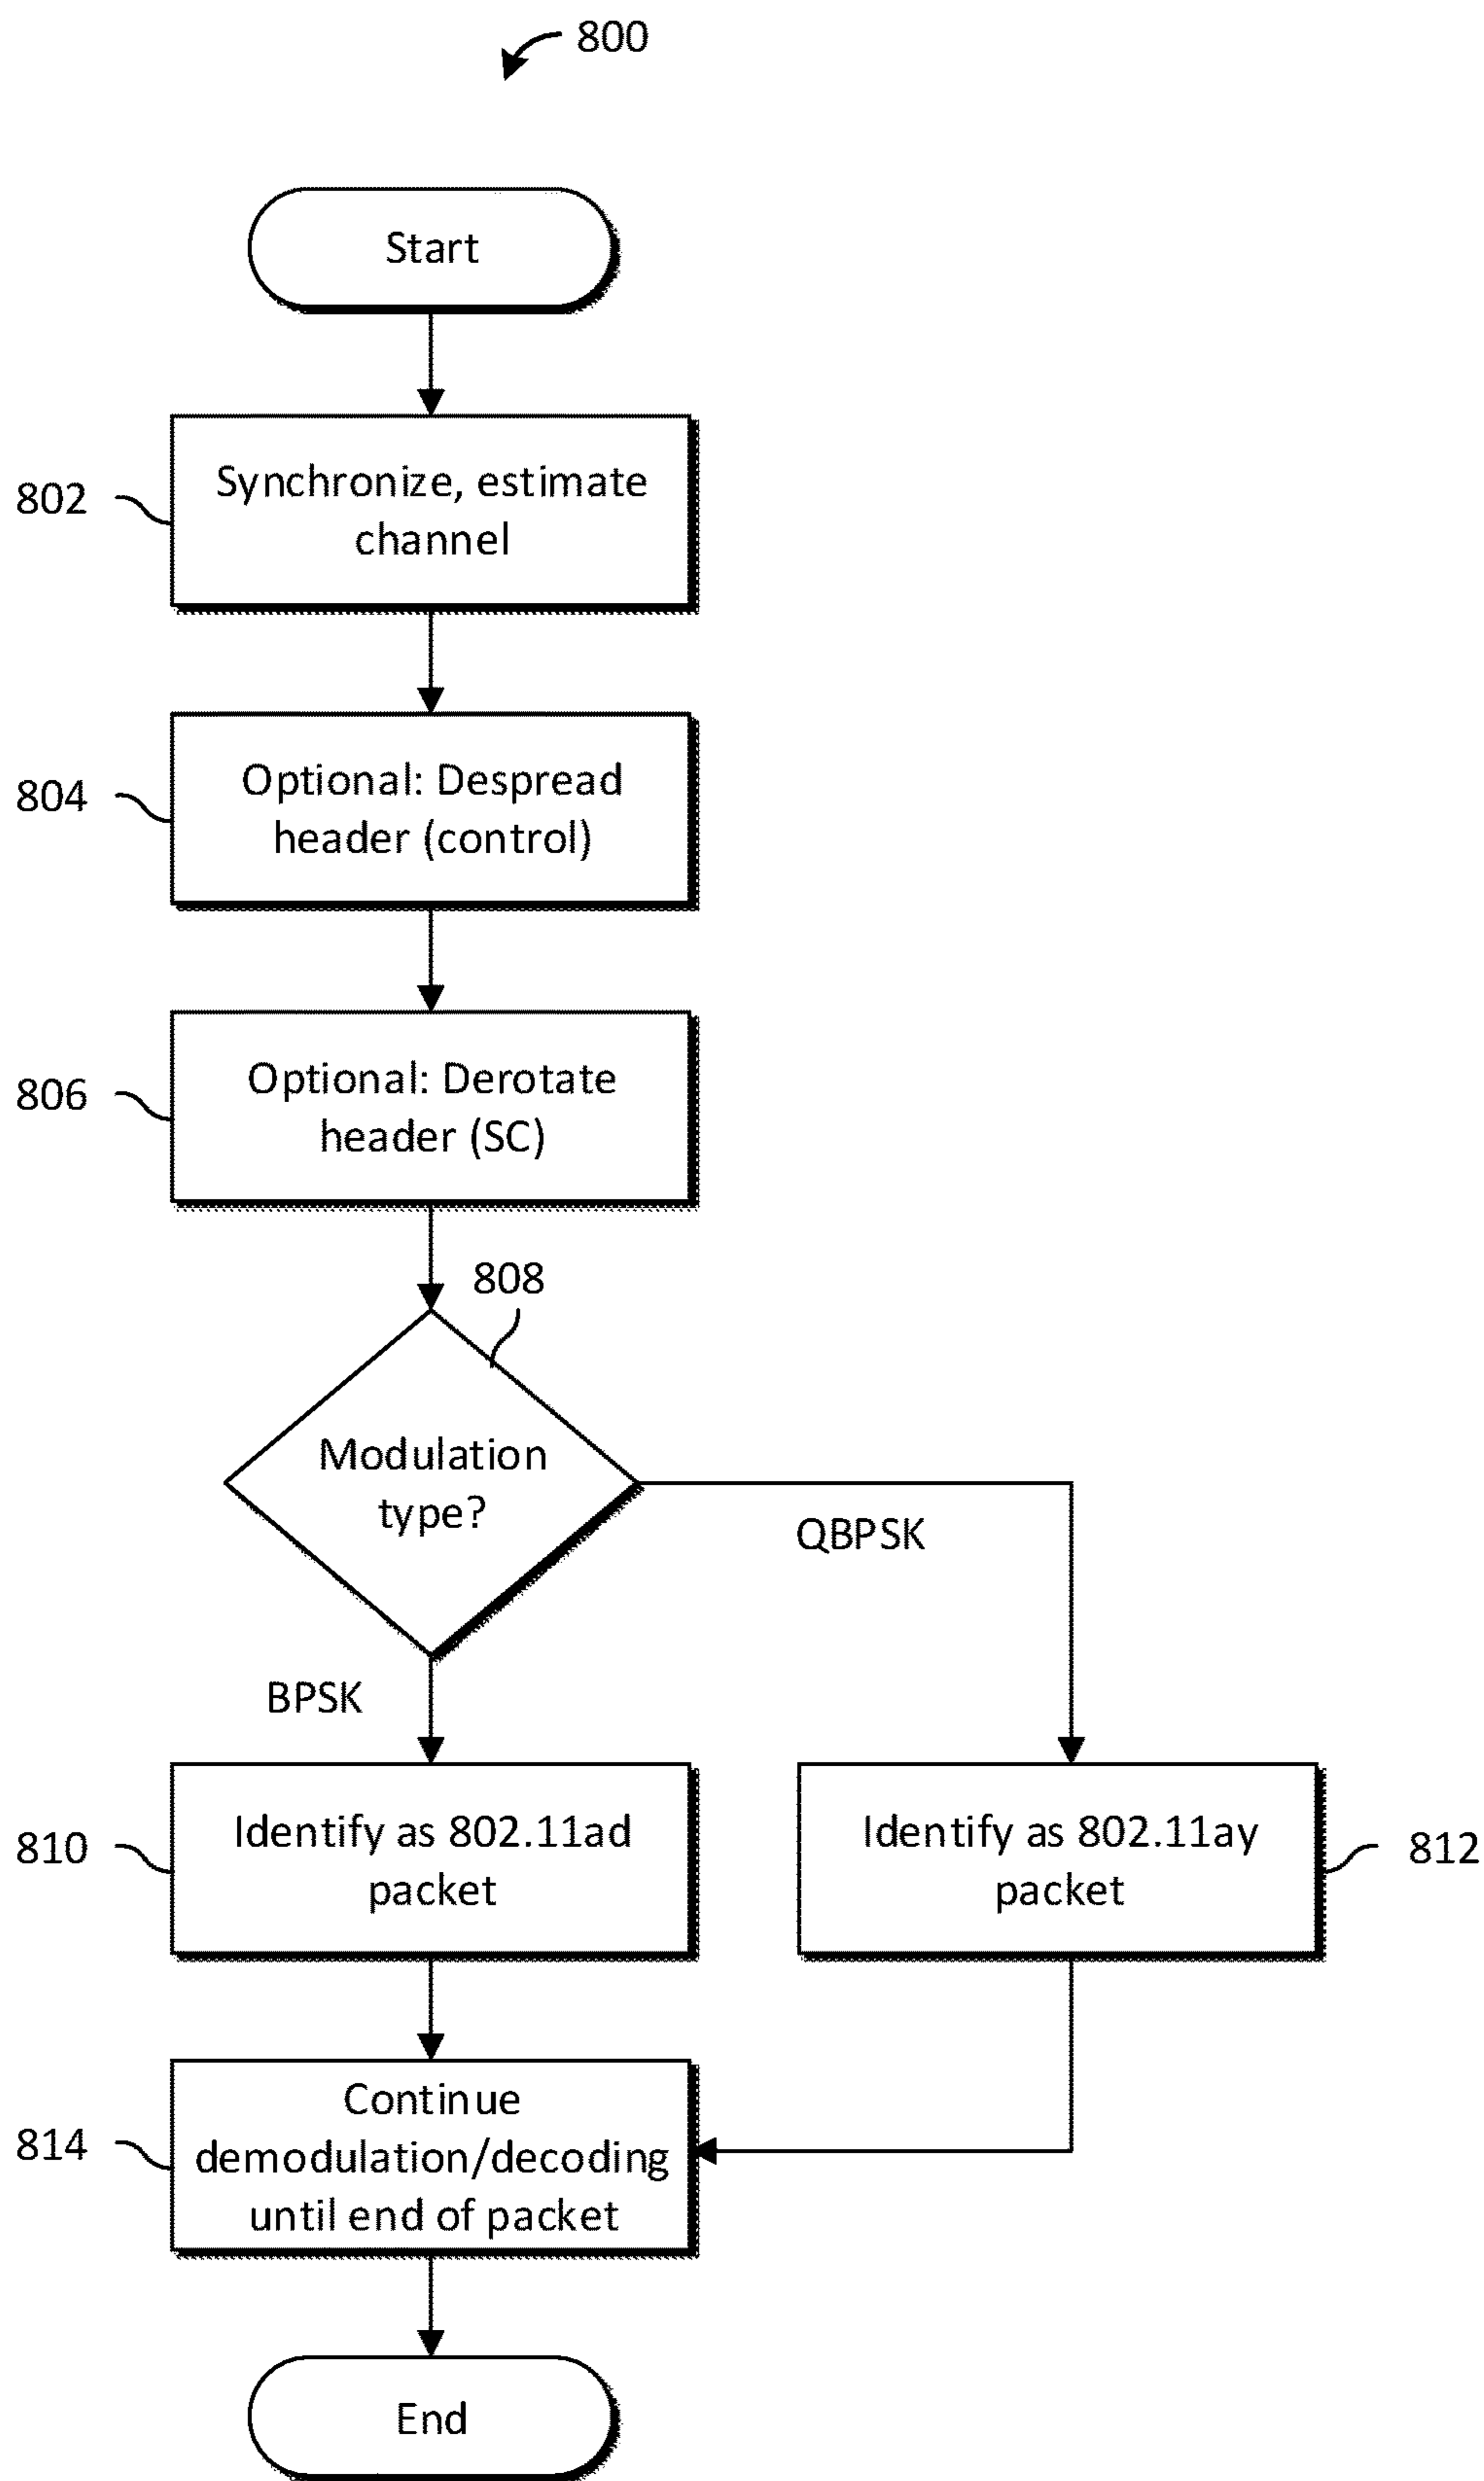 800
Start
802
Synchronize, estimate
channel
804
Optional: Despread
header (control)
806
Optional: Derotate
header (SC)
808
Modulation
type?
QBPSK
BPSK
810
Identify as 802.11ad
packet
Identify as 802.11ay
packet
812
814
Continue
demodulation/decoding
until end of packet
End